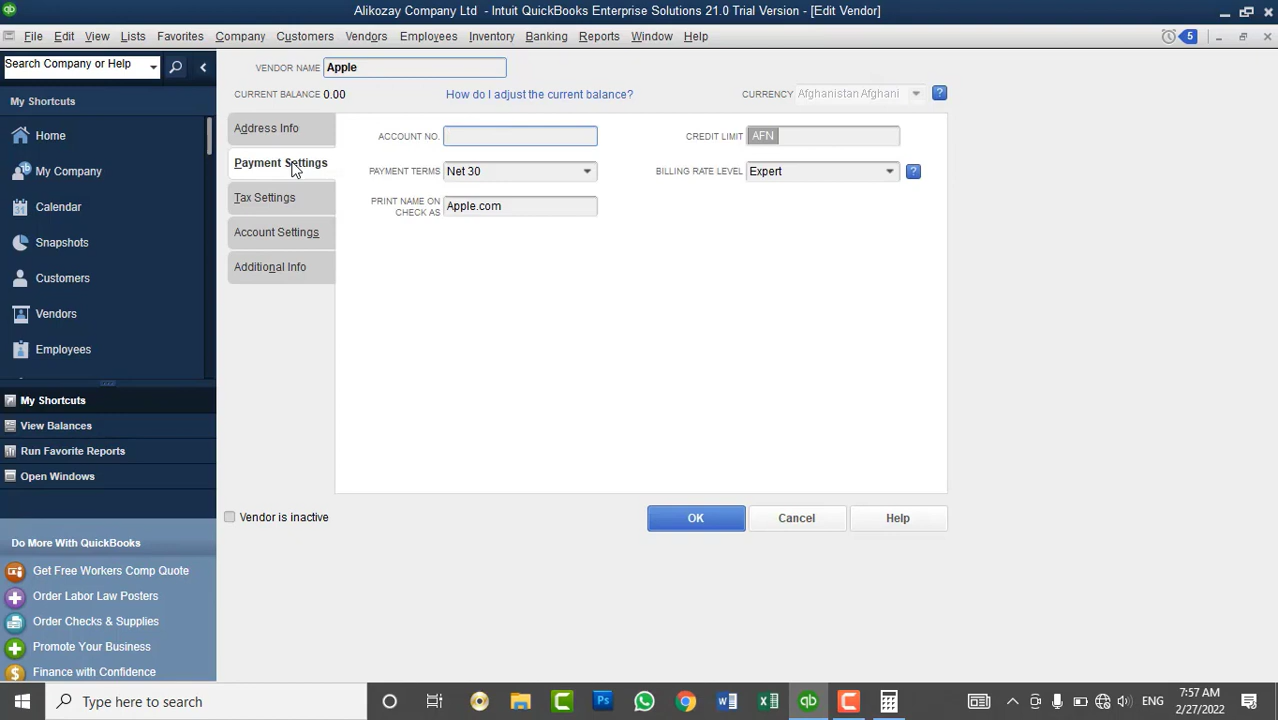 Alikozay Company Ltd - Intuit QuickBooks Enterprise Solutions 21.0 Trial Version - [Edit Vendor]
File Edit View Lists Favorites Company Customers Vendors Employees Inventory Banking Reports Window Help 5
Search Company or Help
My Shortcuts
Home
My Company
Calendar
Snapshots
Customers
Vendors
Employees
My Shortcuts
View Balances
Run Favorite Reports
Open Windows
Do More With QuickBooks
Get Free Workers Comp Quote
Order Labor Law Posters
Order Checks & Supplies
Promote Your Business
Finance with Confidence
VENDOR NAME Apple
CURRENT BALANCE 0.00 How do I adjust the current balance? CURRENCY Afghanistan Afghani ?
Address Info
Payment Settings
Tax Settings
Account Settings
Additional Info
ACCOUNT NO. CREDIT LIMIT AFN
PAYMENT TERMS Net 30 BILLING RATE LEVEL Expert ?
PRINT NAME ON
CHECK AS Apple.com
Vendor is inactive OK Cancel Help
Type here to search Ps W X qb C ENG 7:57 AM
2/27/2022